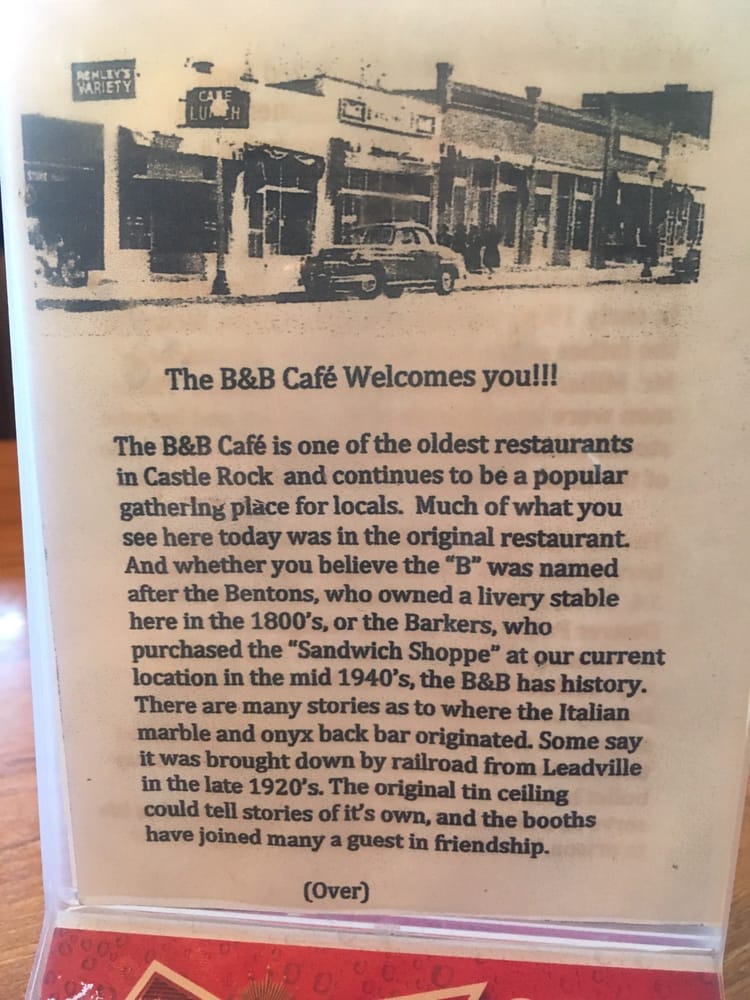 REMLEY'S
VARIETY
CAFE
LUNCH
The B&B Café Welcomes you!!!
The B&B Café is one of the oldest restaurants
in Castle Rock and continues to be a popular
gathering place for locals. Much of what you
see here today was in the original restaurant.
And whether you believe the "B" was named
after the Bentons, who owned a livery stable
here in the 1800's, or the Barkers, who
purchased the "Sandwich Shoppe" at our current
location in the mid 1940's, the B&B has history.
There are many stories as to where the Italian
marble and onyx back bar originated. Some say
it was brought down by railroad from Leadville
in the late 1920's. The original tin ceiling
could tell stories of it's own, and the booths
have joined many a guest in friendship.
(Over)